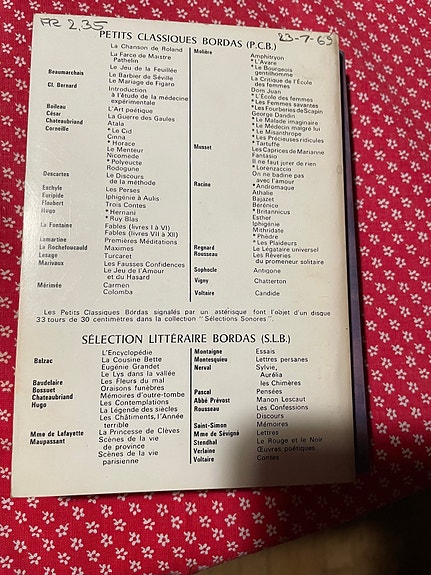 FR 2,35
23-7-69
PETITS CLASSIQUES BORDAS (P.C.B.)
La Chanson de Roland
La Farce de Maistre
Pathelin
Le Jeu de la Feuillée
Beaumarchais Le Barbier de Séville
Le Mariage de Figaro
Cl. Bernard Introduction
à l'étude de la médecine
expérimentale
Boileau L'Art poétique
César La Guerre des Gaules
Chateaubriand Atala
Corneille * Le Cid
Cinna
* Horace
Le Menteur
Nicomède
* Polyeucte
Rodogune
Descartes Le Discours
de la méthode
Eschyle Les Perses
Euripide Iphigénie à Aulis
Flaubert Trois Contes
Hugo * Hernani
* Ruy Blas
La Fontaine Fables (livres I à VI)
Fables (livres VII à XII)
Lamartine Premières Méditations
La Rochefoucauld Maximes
Lesage Turcaret
Marivaux Les Fausses Confidences
Le Jeu de l'Amour
et du Hasard
Mérimée Carmen
Colomba
Molière Amphitryon
* L'Avare
* Le Bourgeois
gentilhomme
La Critique de l'École
des femmes
Dom Juan
* L'École des femmes
* Les Femmes savantes
* Les Fourberies de Scapin
George Dandin
* Le Malade imaginaire
* Le Médecin malgré lui
* Le Misanthrope
* Les Précieuses ridicules
* Tartuffe
Musset Les Caprices de Marianne
Fantasio
Il ne faut jurer de rien
* Lorenzaccio
On ne badine pas
avec l'amour
Racine * Andromaque
Athalie
Bajazet
Bérénice
* Britannicus
Esther
Iphigénie
Mithridate
* Phèdre
* Les Plaideurs
Regnard Le Légataire universel
Rousseau Les Rêveries
du promeneur solitaire
Sophocle Antigone
Vigny Chatterton
Voltaire Candide
Les Petits Classiques Bordas signalés par un astérisque font l'objet d'un disque
33 tours de 30 centimètres dans la collection "Sélections Sonores".
SÉLECTION LITTÉRAIRE BORDAS (S.L.B.)
L'Encyclopédie
Balzac La Cousine Bette
Eugénie Grandet
Le Lys dans la vallée
Baudelaire Les Fleurs du mal
Bossuet Oraisons funèbres
Chateaubriand Mémoires d'outre-tombe
Hugo Les Contemplations
La Légende des siècles
Les Châtiments, l'Année
terrible
Mme de Lafayette La Princesse de Clèves
Maupassant Scènes de la vie
de province
Scènes de la vie
parisienne
Montaigne Essais
Montesquieu Lettres persanes
Nerval Sylvie,
Aurélia
les Chimères
Pascal Pensées
Abbé Prévost Manon Lescaut
Rousseau Les Confessions
Discours
Saint-Simon Mémoires
Mme de Sévigné Lettres
Stendhal Le Rouge et le Noir
Verlaine Œuvres poétiques
Voltaire Contes